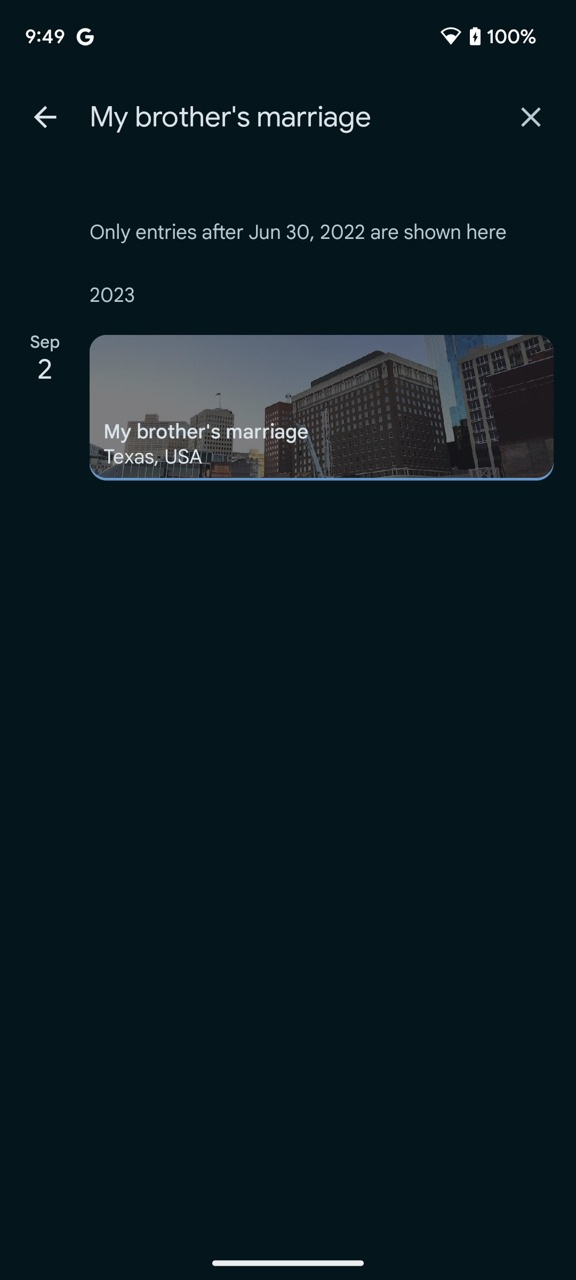 9:49 G 100%
My brother's marriage
Only entries after Jun 30, 2022 are shown here
2023
Sep
2
My brother's marriage
Texas, USA